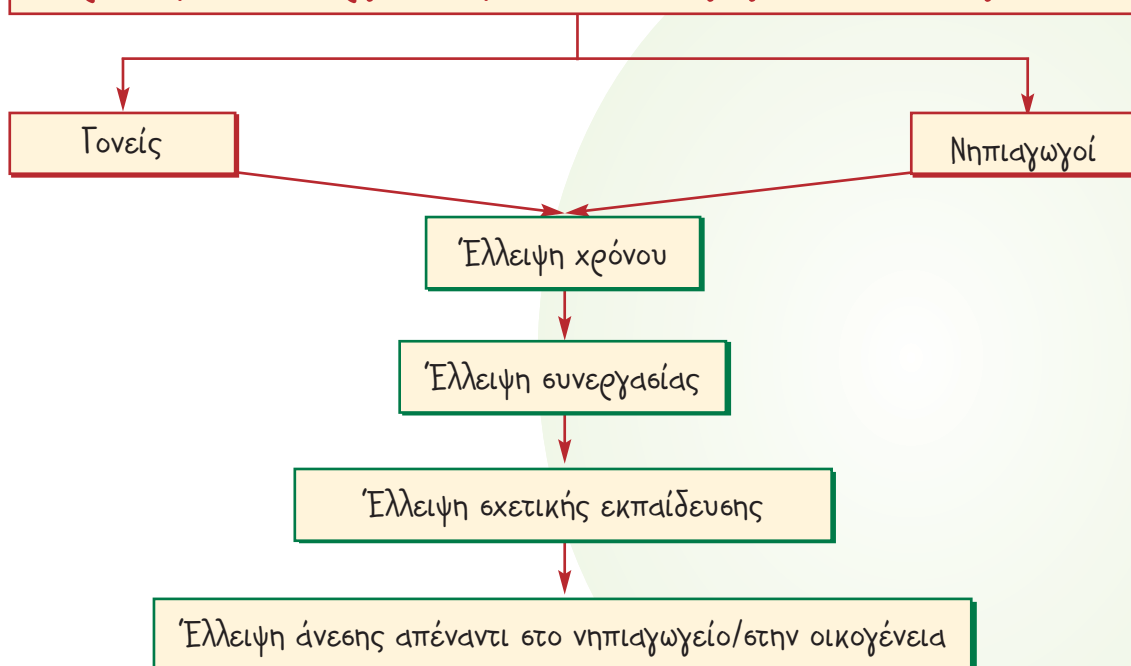 Γονείς
Νηπιαγωγοί
Έλλειψη χρόνου
Έλλειψη συνεργασίας
Έλλειψη σχετικής εκπαίδευσης
Έλλειψη άνεσης απέναντι στο νηπιαγωγείο/στην οικογένεια